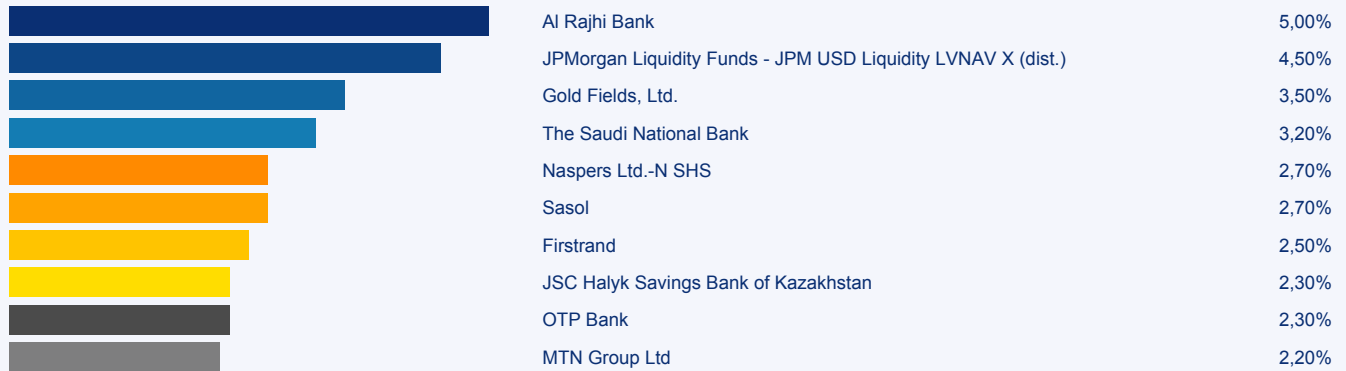 Al Rajhi Bank 5,00%
JPMorgan Liquidity Funds - JPM USD Liquidity LVNAV X (dist.) 4,50%
Gold Fields, Ltd. 3,50%
The Saudi National Bank 3,20%
Naspers Ltd.-N SHS 2,70%
Sasol 2,70%
Firstrand 2,50%
JSC Halyk Savings Bank of Kazakhstan 2,30%
OTP Bank 2,30%
MTN Group Ltd 2,20%